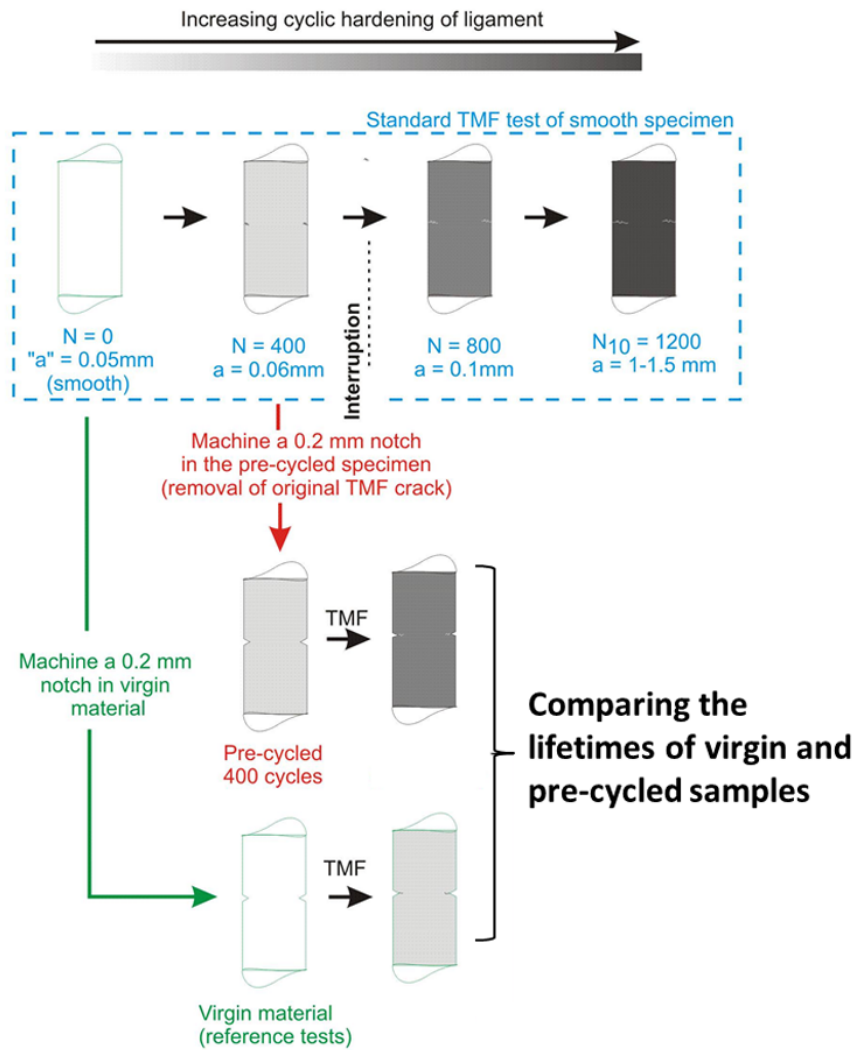 Increasing cyclic hardening of ligament
Standard TMF test of smooth specimen
N = 0
"a" = 0.05mm
(smooth)
N = 400
a = 0.06mm
Interruption
N = 800
a = 0.1mm
N10 = 1200
a = 1-1.5 mm
Machine a 0.2 mm notch
in the pre-cycled specimen
(removal of original TMF crack)
TMF
Machine a 0.2 mm
notch in virgin
material
Pre-cycled
400 cycles
Comparing the
lifetimes of virgin and
pre-cycled samples
TMF
Virgin material
(reference tests)